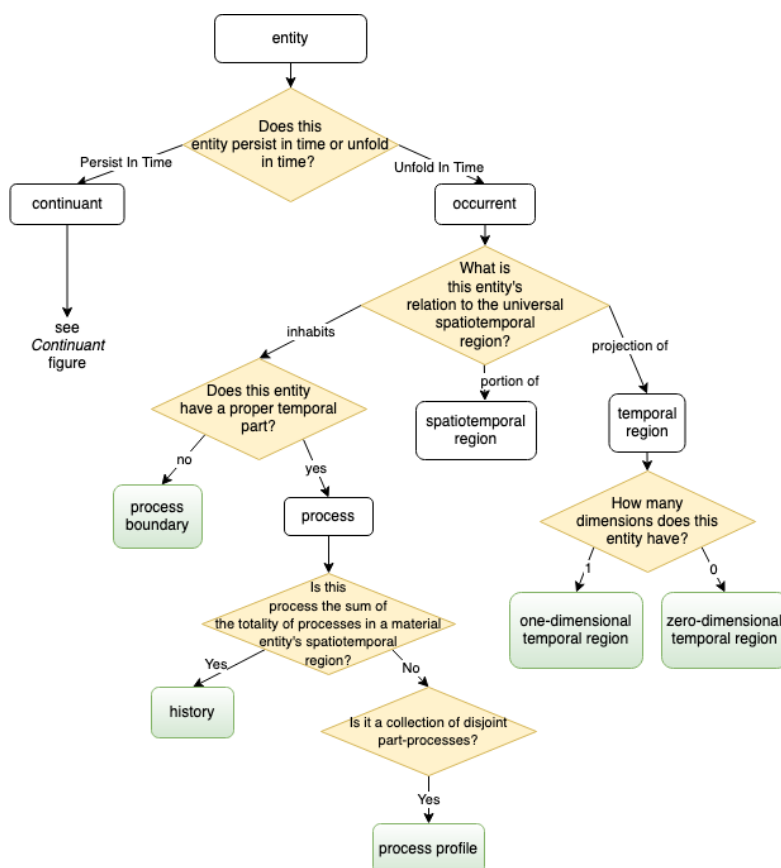 entity
Does this
entity persist in time or unfold
in time?
Persist In Time
Unfold In Time
continuant
occurrent
What is
this entity's
relation to the universal
spatiotemporal
region?
see
Continuant
figure
inhabits
projection of
portion of
Does this entity
have a proper temporal
part?
spatiotemporal
region
temporal
region
no
yes
process
boundary
process
How many
dimensions does this
entity have?
1
0
Is this
process the sum of
the totality of processes in a material
entity's spatiotemporal
region?
one-dimensional
temporal region
zero-dimensional
temporal region
Yes
No
history
Is it a collection of disjoint
part-processes?
Yes
process profile